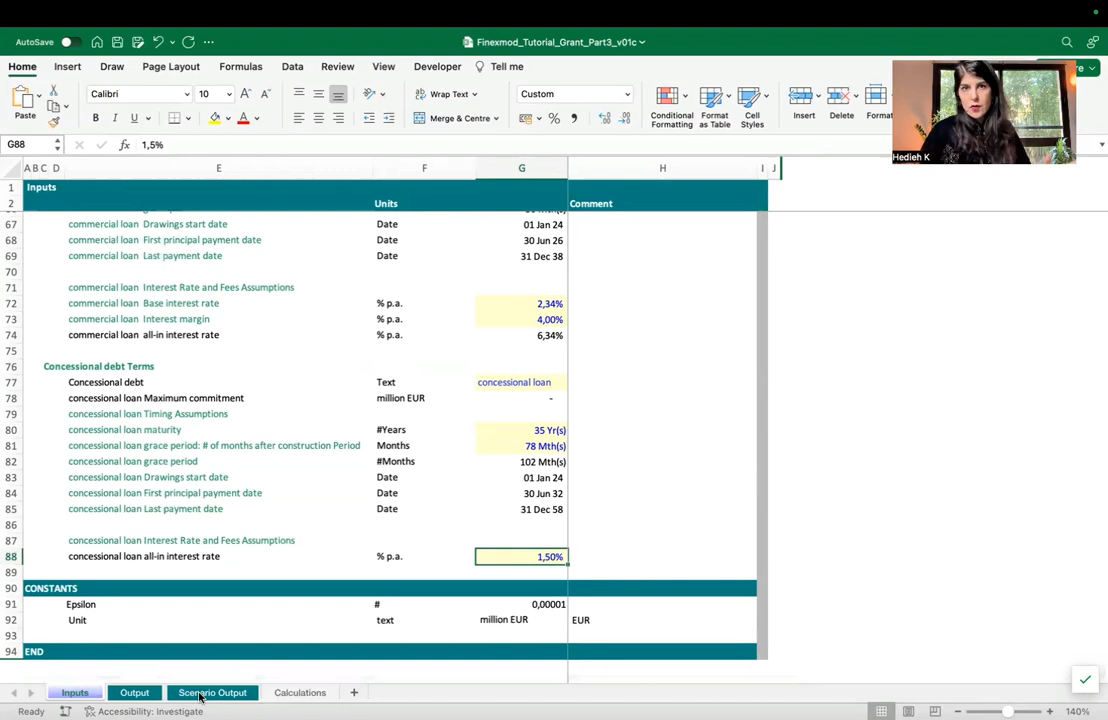 AutoSave
Finexmod_Tutorial_Grant_Part3_v01c
Home Insert Draw Page Layout Formulas Data Review View Developer Tell me
Paste
Calibri 10
Wrap Text
Merge & Centre
Custom
Conditional Formatting
Format as Table
Cell Styles
Insert Delete
Hedieh K
G88 fx 1,5%
A B C D E F G H I J
1 Inputs
2 Units Comment
67 commercial loan Drawings start date Date 01 Jan 24
68 commercial loan First principal payment date Date 30 Jun 26
69 commercial loan Last payment date Date 31 Dec 38
70
71 commercial loan Interest Rate and Fees Assumptions
72 commercial loan Base interest rate % p.a. 2,34%
73 commercial loan Interest margin % p.a. 4,00%
74 commercial loan all-in interest rate % p.a. 6,34%
75
76 Concessional debt Terms
77 Concessional debt Text concessional loan
78 concessional loan Maximum commitment million EUR -
79 concessional loan Timing Assumptions
80 concessional loan maturity #Years 35 Yr(s)
81 concessional loan grace period: # of months after construction Period Months 78 Mth(s)
82 concessional loan grace period #Months 102 Mth(s)
83 concessional loan Drawings start date Date 01 Jan 24
84 concessional loan First principal payment date Date 30 Jun 32
85 concessional loan Last payment date Date 31 Dec 58
86
87 concessional loan Interest Rate and Fees Assumptions
88 concessional loan all-in interest rate % p.a. 1,50%
89
90 CONSTANTS
91 Epsilon # 0,00001
92 Unit text million EUR EUR
93
94 END
Inputs Output Scenario Output Calculations
Ready Accessibility: Investigate 140%